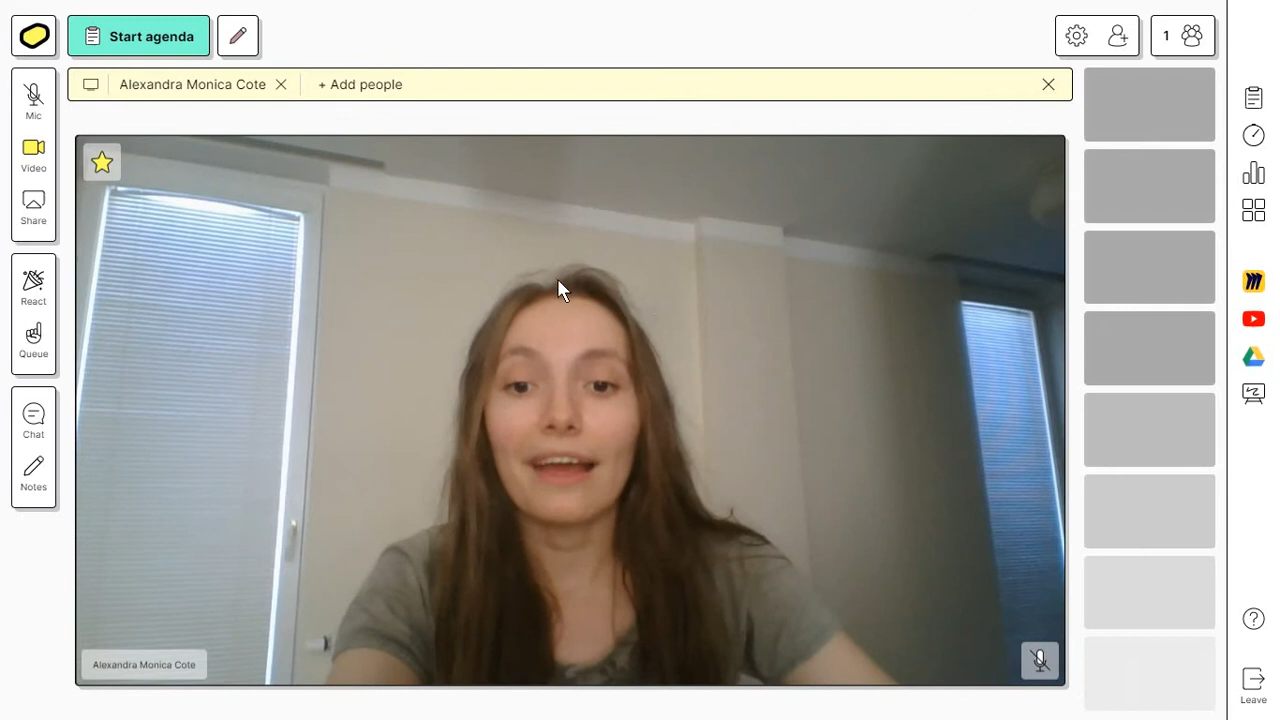 Start agenda
1
Alexandra Monica Cote
+ Add people
Mic
Video
Share
React
Queue
Chat
Notes
Alexandra Monica Cote
Leave